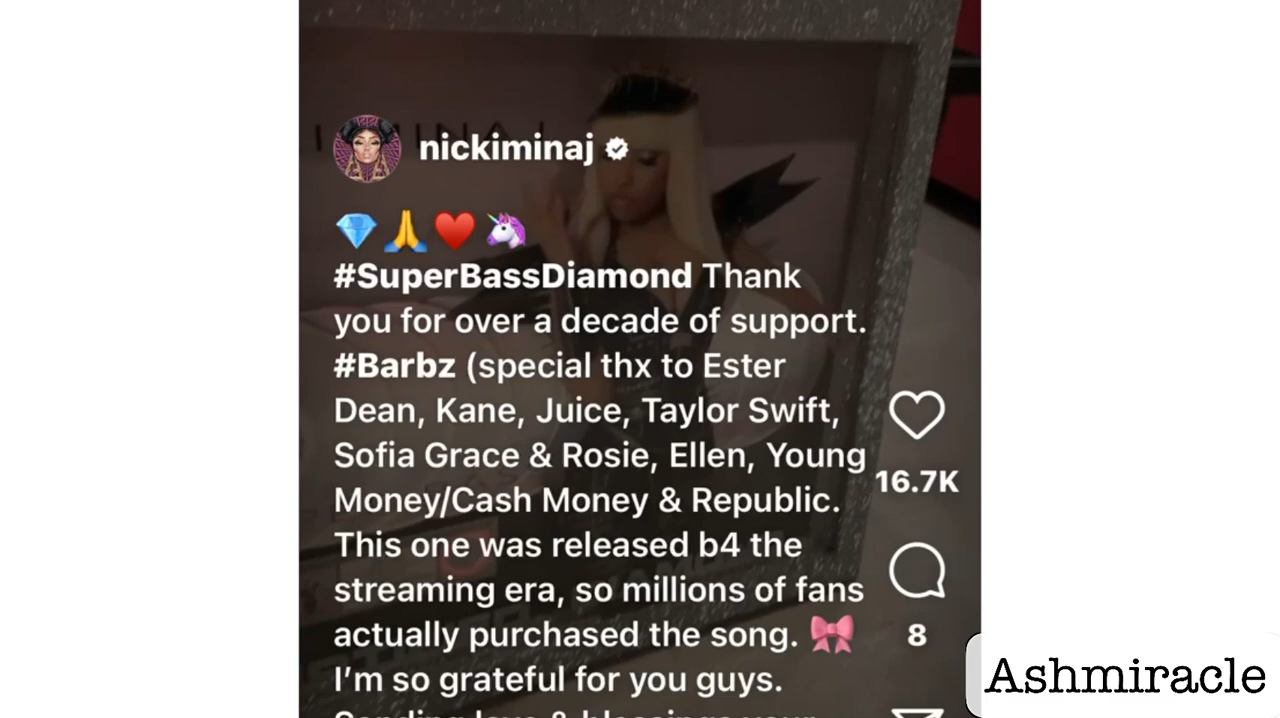 nickiminaj
💎🙏❤️🦄
#SuperBassDiamond Thank
you for over a decade of support.
#Barbz (special thx to Ester
Dean, Kane, Juice, Taylor Swift,
Sofia Grace & Rosie, Ellen, Young
Money/Cash Money & Republic.
This one was released b4 the
streaming era, so millions of fans
actually purchased the song. 🎀
I'm so grateful for you guys.
16.7K
8
Ashmiracle